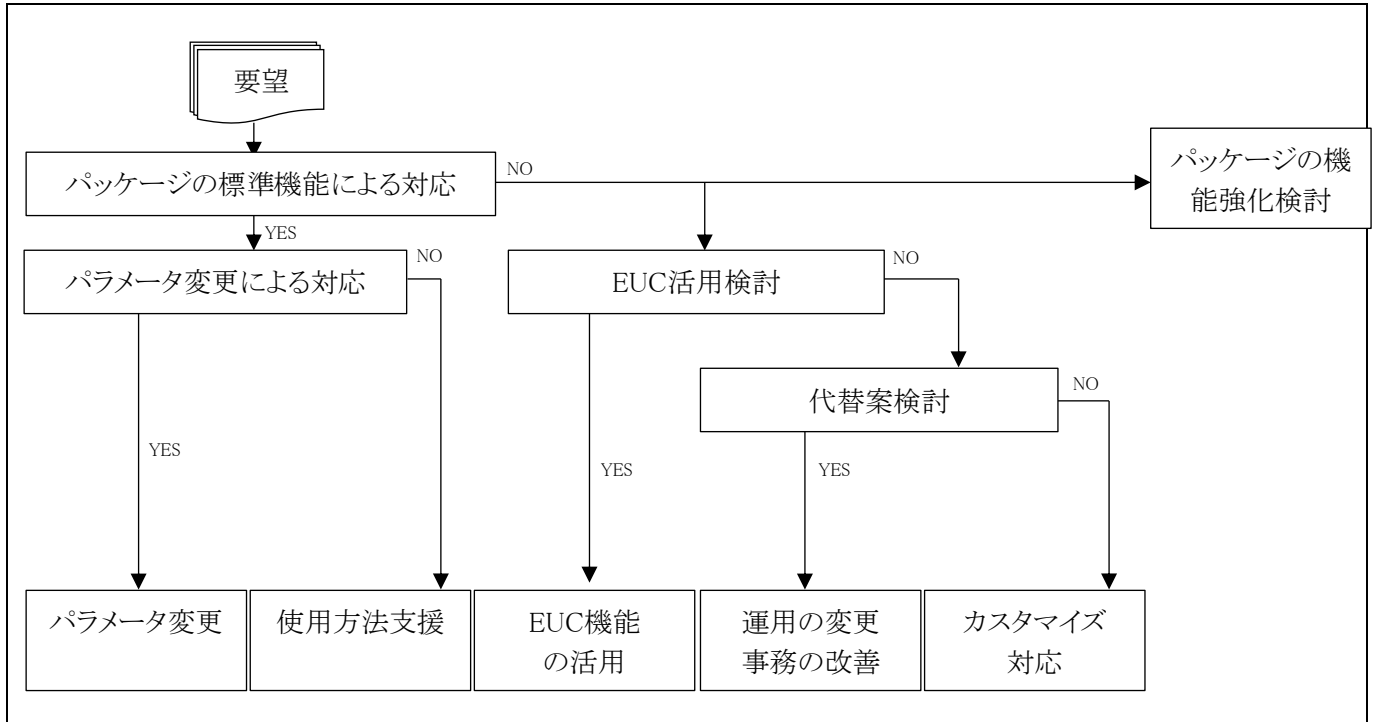 要望
パッケージの標準機能による対応
NO
パッケージの機
能強化検討
YES
パラメータ変更による対応
NO
EUC活用検討
NO
代替案検討
NO
YES
YES
YES
パラメータ変更
使用方法支援
EUC機能
の活用
運用の変更
事務の改善
カスタマイズ
対応